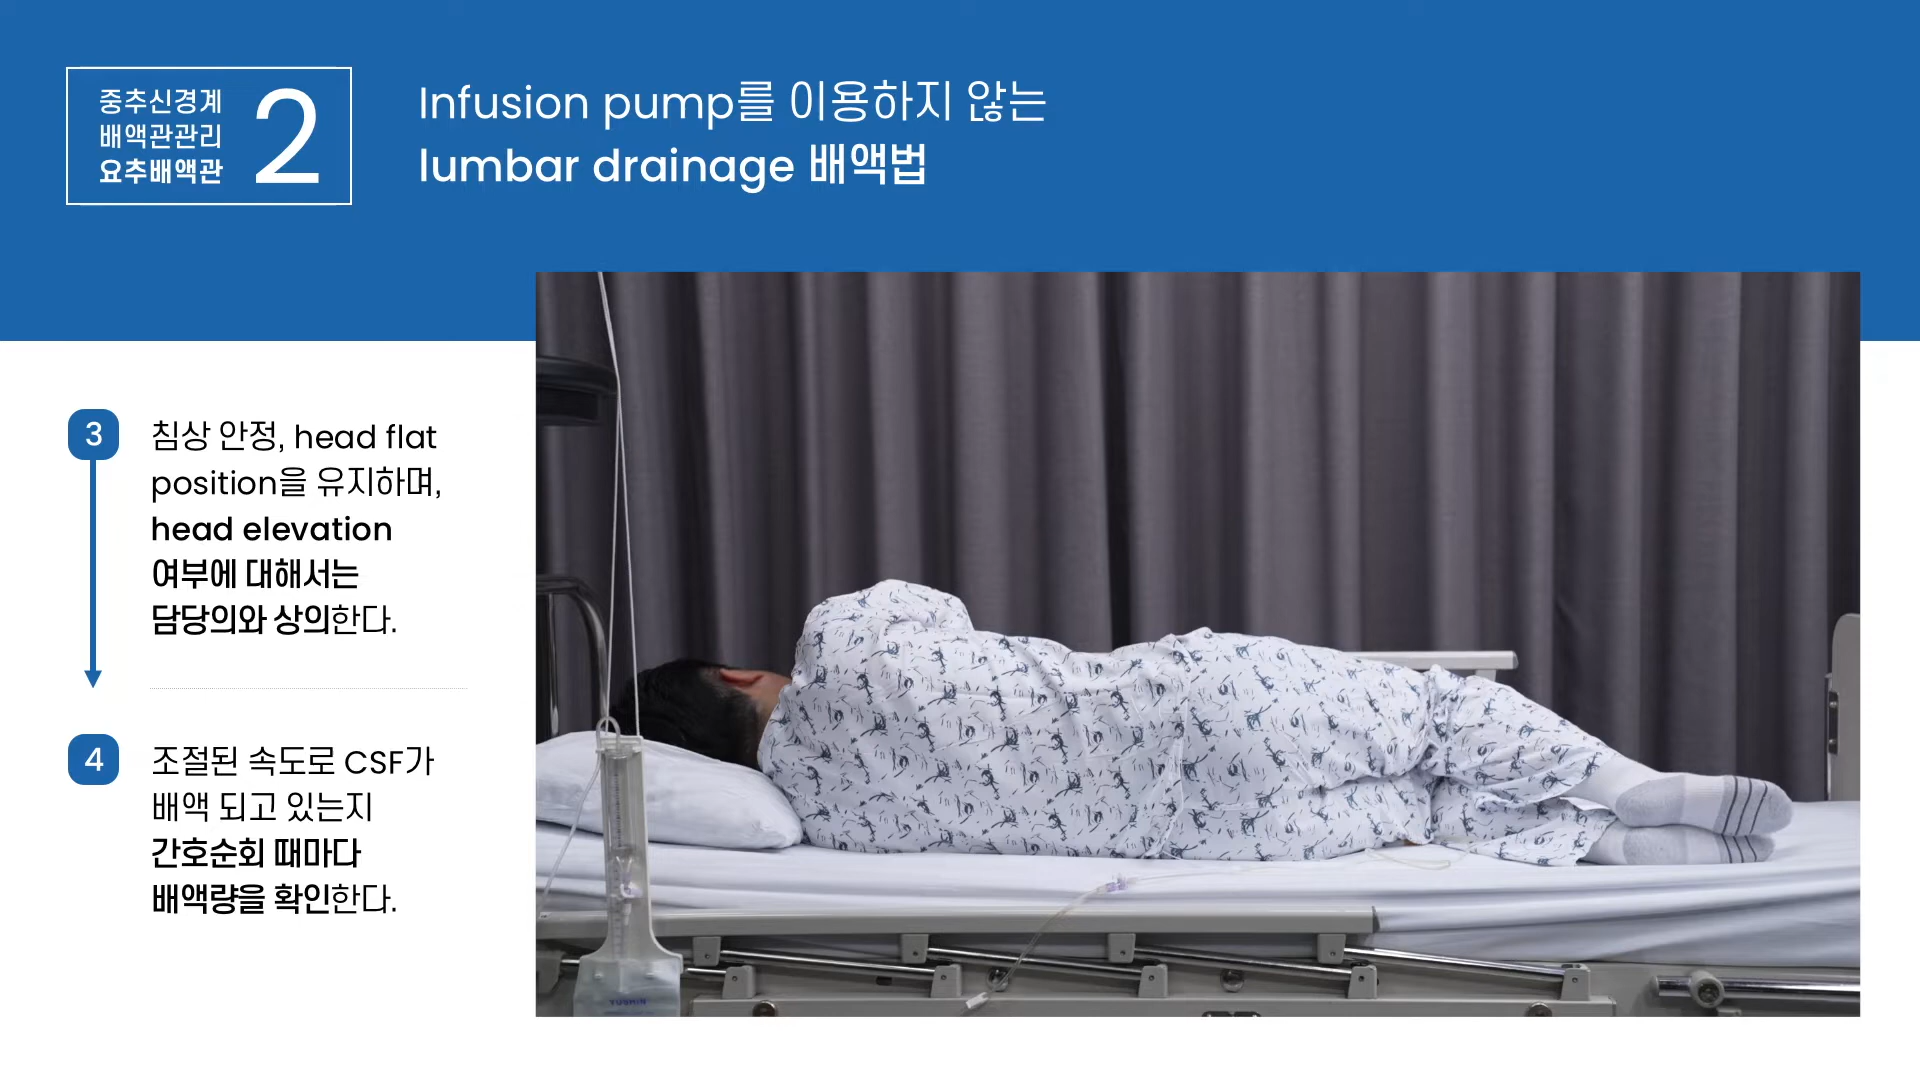 중추신경계
배액관관리
요추배액관
2
Infusion pump를 이용하지 않는
lumbar drainage 배액법
3
침상 안정, head flat
position을 유지하며,
head elevation
여부에 대해서는
담당의와 상의한다.
4
조절된 속도로 CSF가
배액 되고 있는지
간호순회 때마다
배액량을 확인한다.